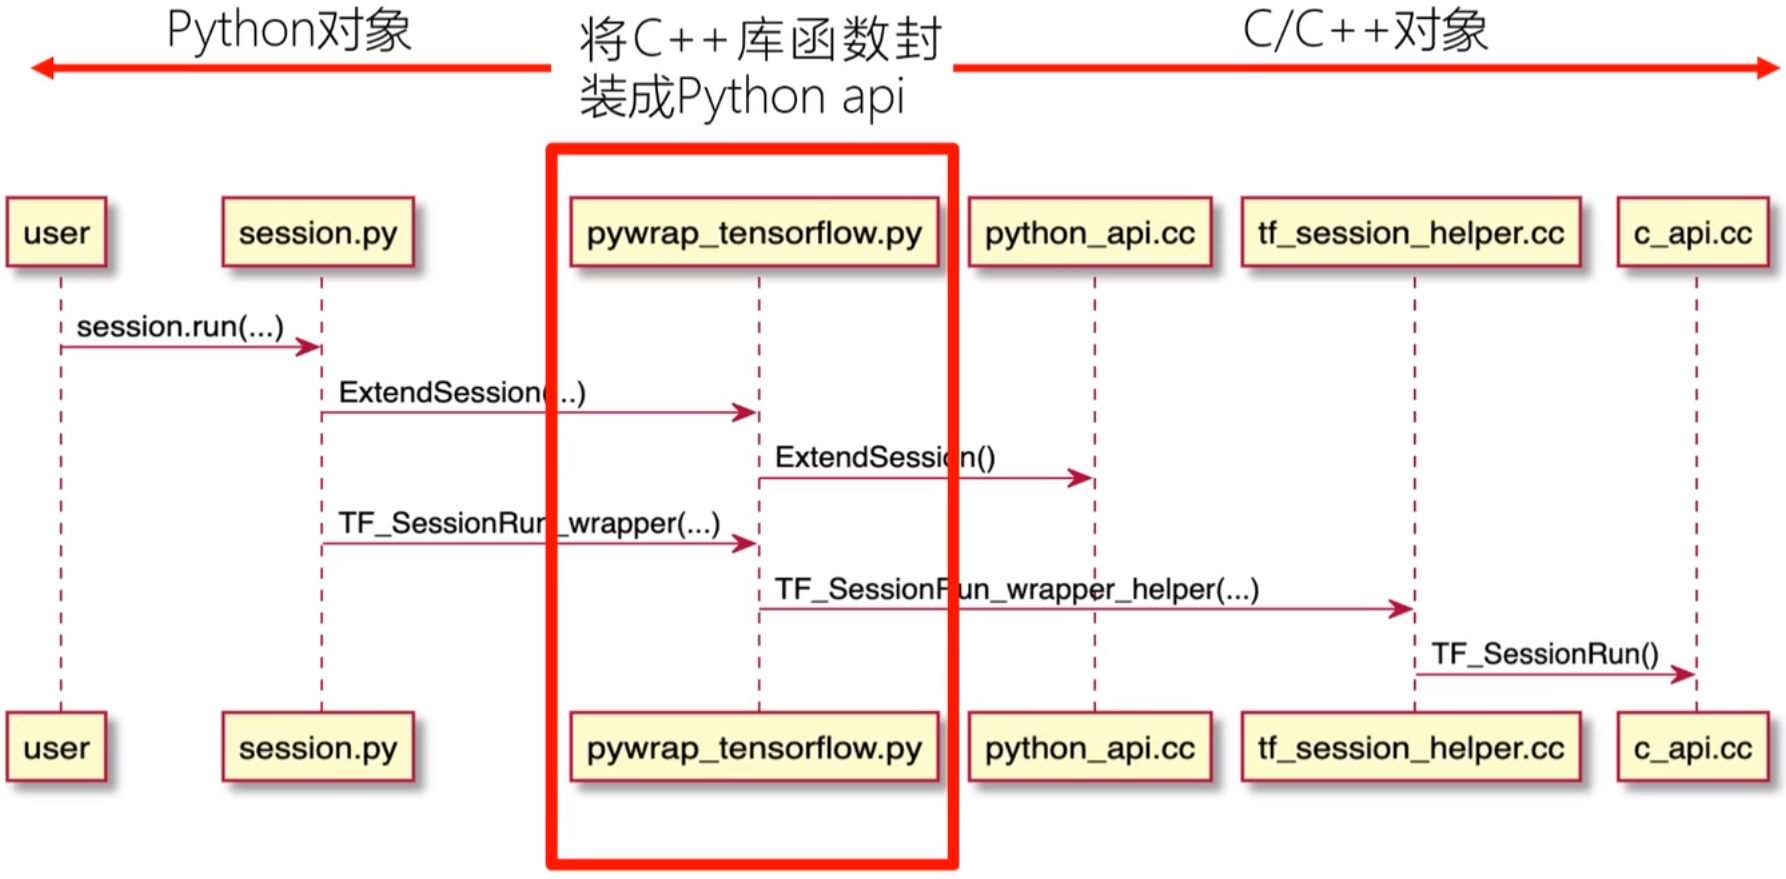 Python对象
将C++库函数封
装成Python api
C/C++对象
user
session.py
pywrap_tensorflow.py
python_api.cc
tf_session_helper.cc
c_api.cc
session.run(...)
ExtendSession(...)
ExtendSession()
TF_SessionRun_wrapper(...)
TF_SessionRun_wrapper_helper(...)
TF_SessionRun()
user
session.py
pywrap_tensorflow.py
python_api.cc
tf_session_helper.cc
c_api.cc